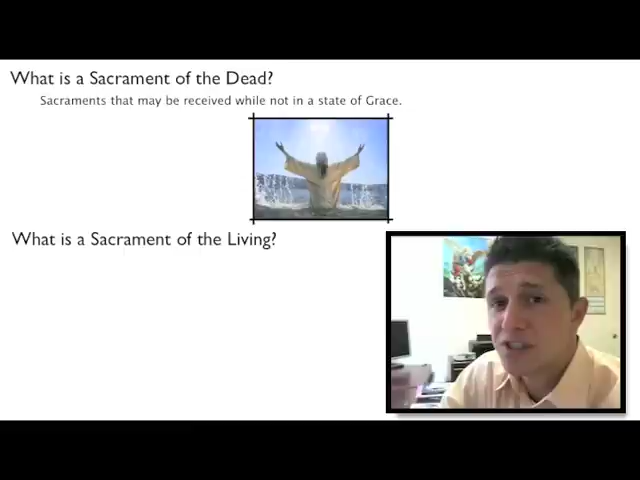 What is a Sacrament of the Dead?
Sacraments that may be received while not in a state of Grace.
What is a Sacrament of the Living?